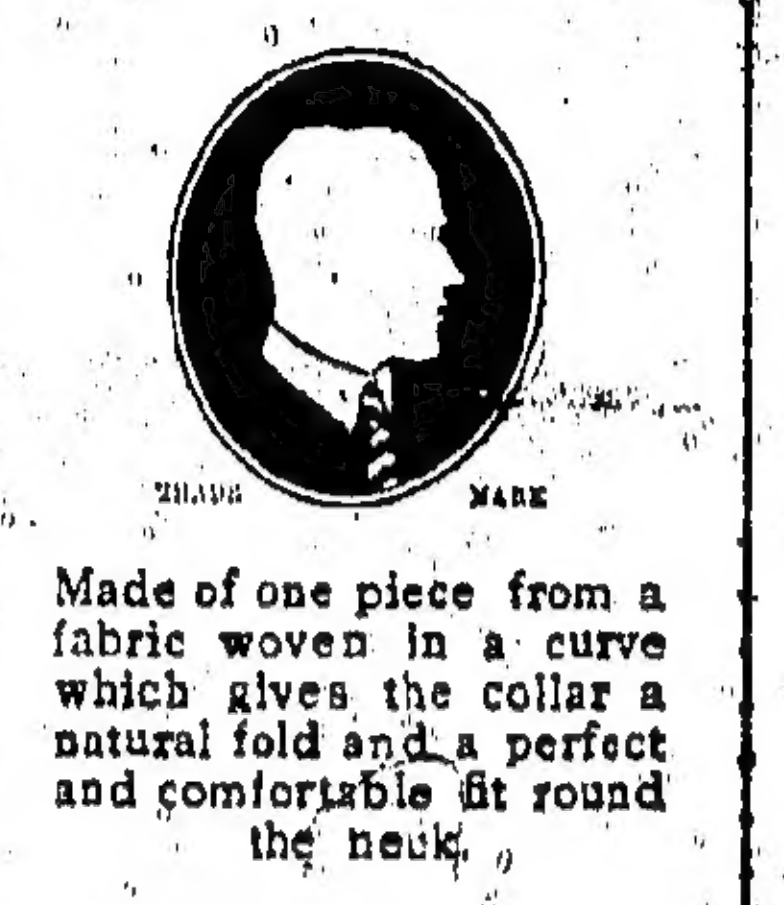 TRADE MARK
Made of one piece from a
fabric woven in a curve
which gives the collar a
natural fold and a perfect
and comfortable fit round
the neck.